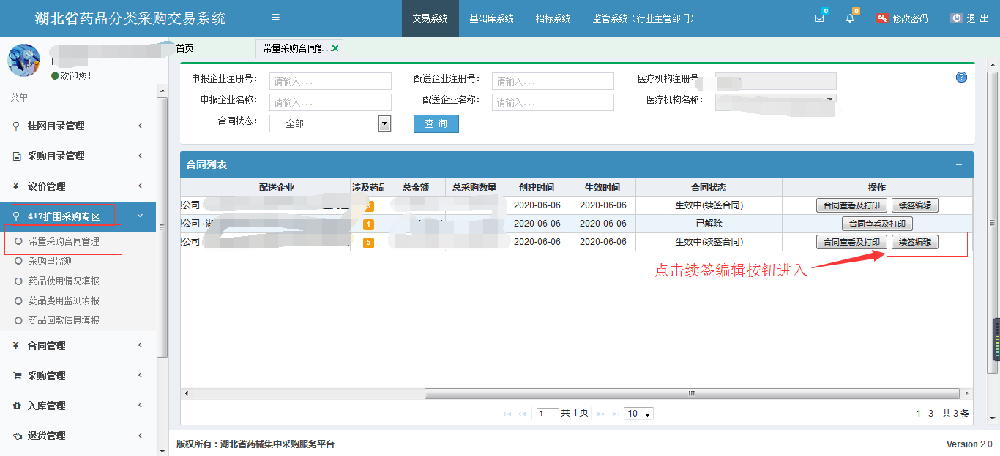 湖北省药品分类采购交易系统
交易系统 基础库系统 招标系统 监管系统（行业主管部门）
0 0 修改密码 退 出
欢迎您!
首页 带量采购合同管...
菜单
挂网目录管理
采购目录管理
议价管理
4+7扩围采购专区
带量采购合同管理
采购量监测
药品使用情况填报
药品费用监测填报
药品回款信息填报
合同管理
采购管理
入库管理
退货管理
申报企业注册号： 请输入... 配送企业注册号： 请输入... 医疗机构注册号
申报企业名称： 请输入... 配送企业名称： 请输入... 医疗机构名称：
合同状态： --全部-- 查 询
合同列表
配送企业 涉及药品 总金额 总采购数量 创建时间 生效时间 合同状态 操作
公司 2020-06-06 2020-06-06 生效中(续签合同) 合同查看及打印 续签编辑
公司 1 2020-06-06 2020-06-06 已解除 合同查看及打印
公司 5 2020-06-06 2020-06-06 生效中(续签合同) 合同查看及打印 续签编辑
点击续签编辑按钮进入
1 共 1 页 10 1 - 3 共 3 条
版权所有：湖北省药械集中采购服务平台
Version 2.0